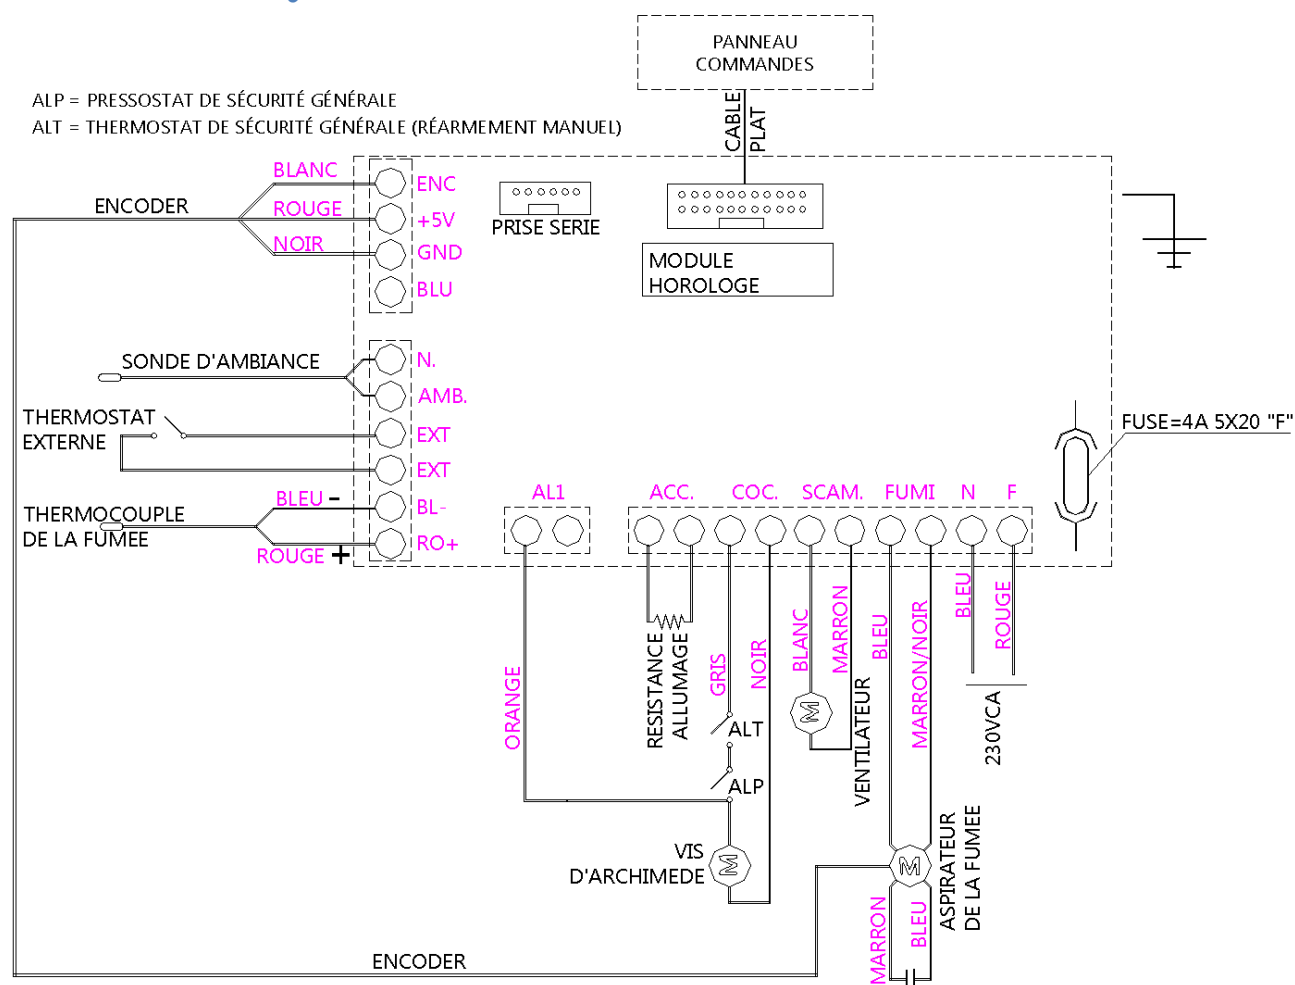 PANNEAU
COMMANDES
CABLE
PLAT
ALP = PRESSOSTAT DE SÉCURITÉ GÉNÉRALE
ALT = THERMOSTAT DE SÉCURITÉ GÉNÉRALE (RÉARMEMENT MANUEL)
BLANC
ENC
ENCODER
ROUGE
+5V
NOIR
GND
BLU
PRISE SERIE
MODULE
HOROLOGE
SONDE D'AMBIANCE
N.
AMB.
THERMOSTAT
EXTERNE
EXT
EXT
BLEU -
BL-
THERMOCOUPLE
DE LA FUMEE
ROUGE +
RO+
FUSE=4A 5X20 "F"
AL1
ACC.
COC.
SCAM.
FUMI
N
F
ORANGE
RESISTANCE
ALLUMAGE
GRIS
NOIR
BLANC
MARRON
BLEU
MARRON/NOIR
BLEU
ROUGE
230VCA
ALT
ALP
M
VENTILATEUR
VIS
D'ARCHIMEDE
M
M
ASPIRATEUR
DE LA FUMEE
MARRON
BLEU
ENCODER